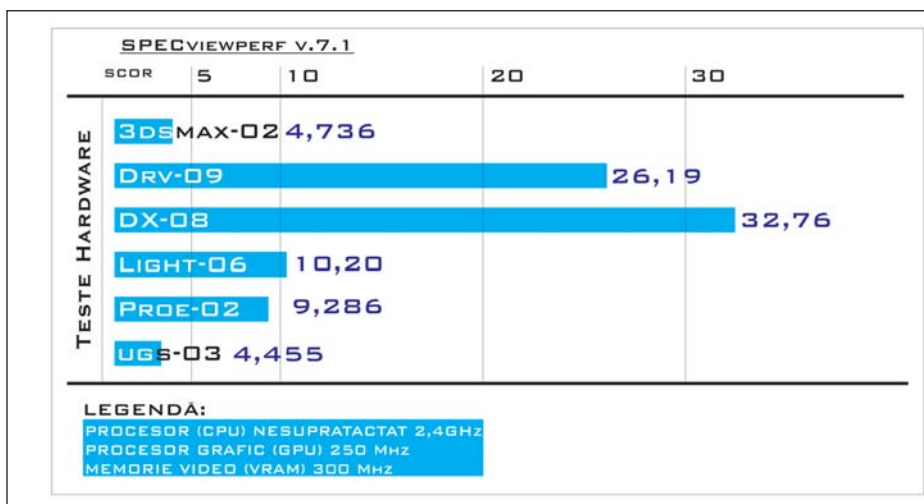 SPECviewperf v.7.1
SCOR 5 10 20 30
TESTE HARDWARE
3dsmax-02 4,736
Drv-09 26,19
DX-08 32,76
Light-06 10,20
Proe-02 9,286
ugs-03 4,455
LEGENDĂ:
PROCESOR (CPU) NESUPRATACTAT 2,4GHz
PROCESOR GRAFIC (GPU) 250 MHz
MEMORIE VIDEO (VRAM) 300 MHz